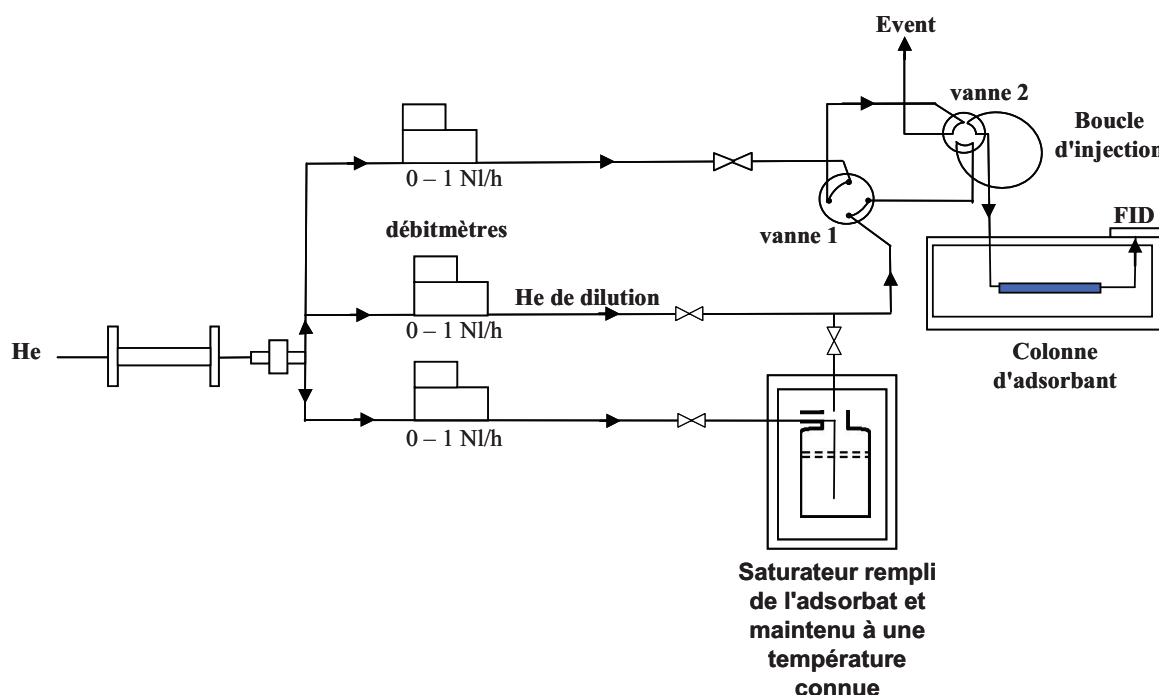 Event
vanne 2
Boucle
d'injection
0 – 1 Nl/h
vanne 1
FID
débitmètres
He de dilution
0 – 1 Nl/h
He
Colonne
d'adsorbant
0 – 1 Nl/h
Saturateur rempli
de l'adsorbat et
maintenu à une
température
connue